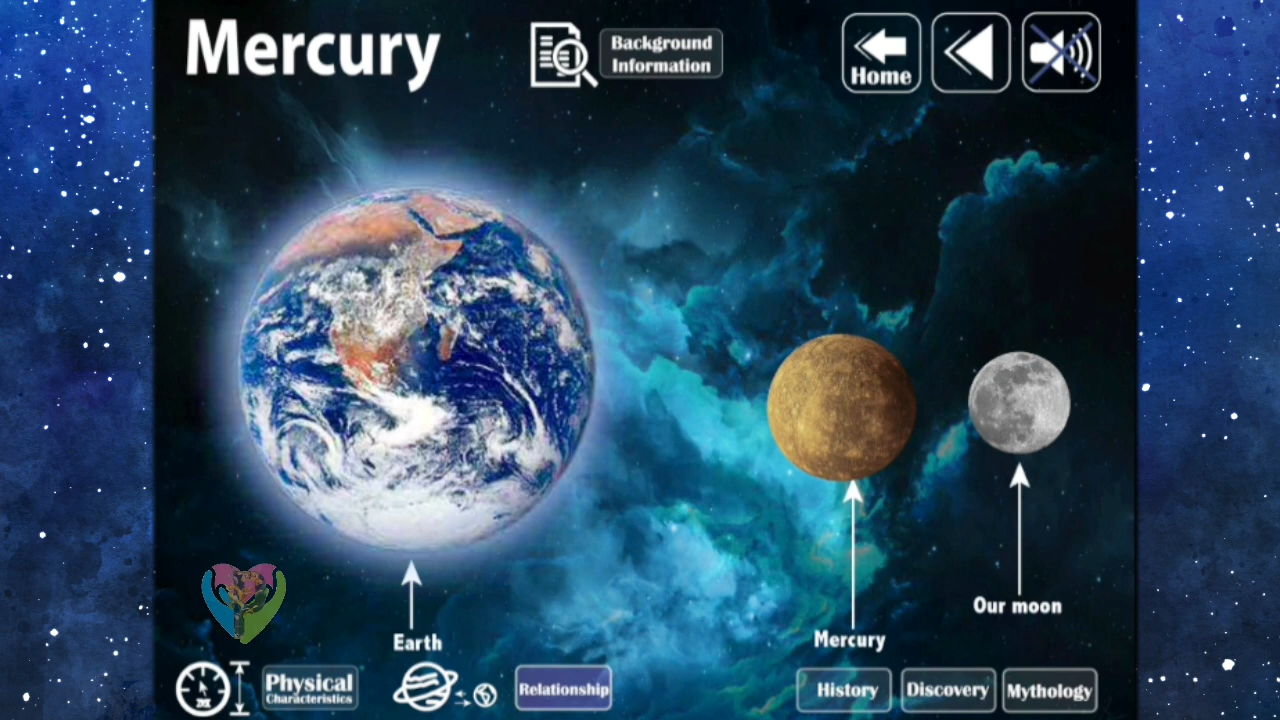 Mercury
Background
Information
Home
Earth
Mercury
Our moon
Physical
Characteristics
Relationship
History
Discovery
Mythology